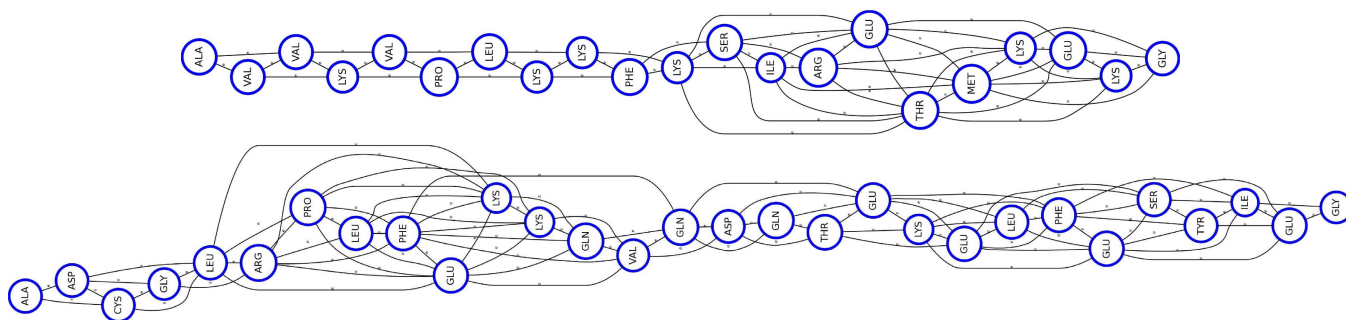 ALA
VAL
VAL
LYS
VAL
PRO
LEU
LYS
LYS
PHE
LYS
SER
ILE
ARG
GLU
THR
MET
LYS
GLU
LYS
GLY
ALA
ASP
CYS
GLY
LEU
ARG
PRO
LEU
PHE
GLU
LYS
LYS
GLN
VAL
GLN
ASP
GLN
THR
GLU
LYS
GLU
LEU
PHE
GLU
SER
TYR
ILE
GLU
GLY